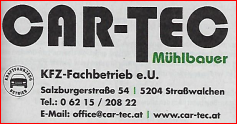 CAR-TEC
Mühlbauer
KFZ-Fachbetrieb e.U.
Salzburgerstraße 54 | 5204 Straßwalchen
Tel.: 0 62 15 / 208 22
E-Mail: office@car-tec.at | www.car-tec.at